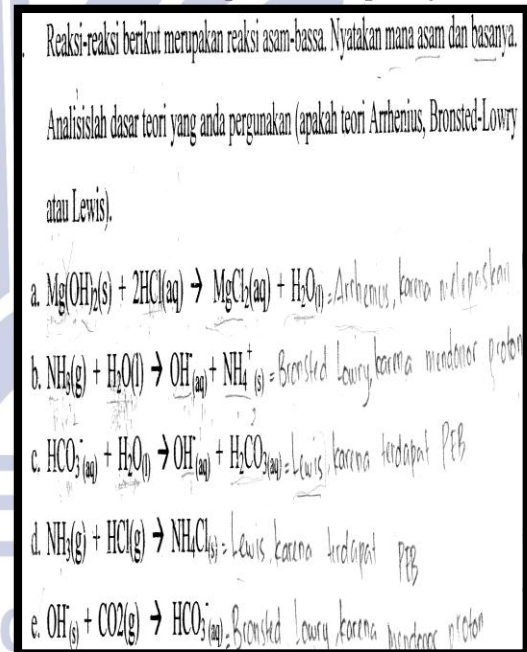 Reaksi-reaksi berikut merupakan reaksi asam-bassa. Nyatakan mana asam dan basanya.
Analisislah dasar teori yang anda pergunakan (apakah teori Arrhenius, Bronsted-Lowry
atau Lewis).
a. Mg(OH)₂(s) + 2HCl(aq) → MgCl₂(aq) + H₂O(l) = Arrhenius, karena melepaskan
b. NH₃(g) + H₂O(l) → OH⁻(aq) + NH₄⁺(s) = Bronsted Lowry, karena mendonor proton
c. HCO₃⁻(aq) + H₂O(l) → OH⁻(aq) + H₂CO₃(aq) = Lewis, karena terdapat PEB
d. NH₃(g) + HCl(g) → NH₄Cl(s) = Lewis, karena terdapat PEB
e. OH⁻(s) + CO2(g) → HCO₃⁻(aq) = Bronsted Lowry karena mendonor proton